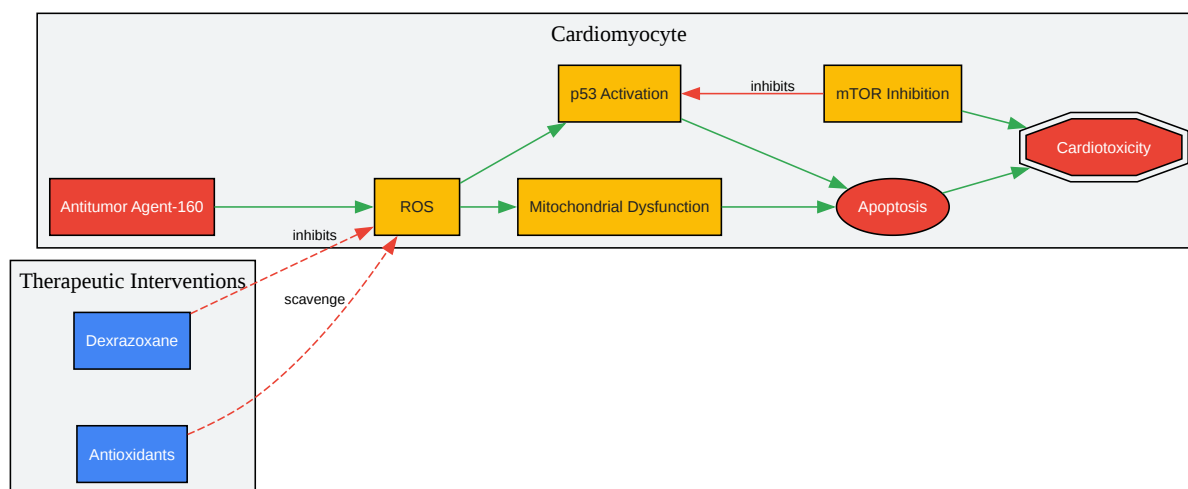 Cardiomyocyte
p53 Activation
inhibits
mTOR Inhibition
Cardiotoxicity
Antitumor Agent-160
ROS
Mitochondrial Dysfunction
Apoptosis
inhibits
Therapeutic Interventions
scavenge
Dexrazoxane
Antioxidants